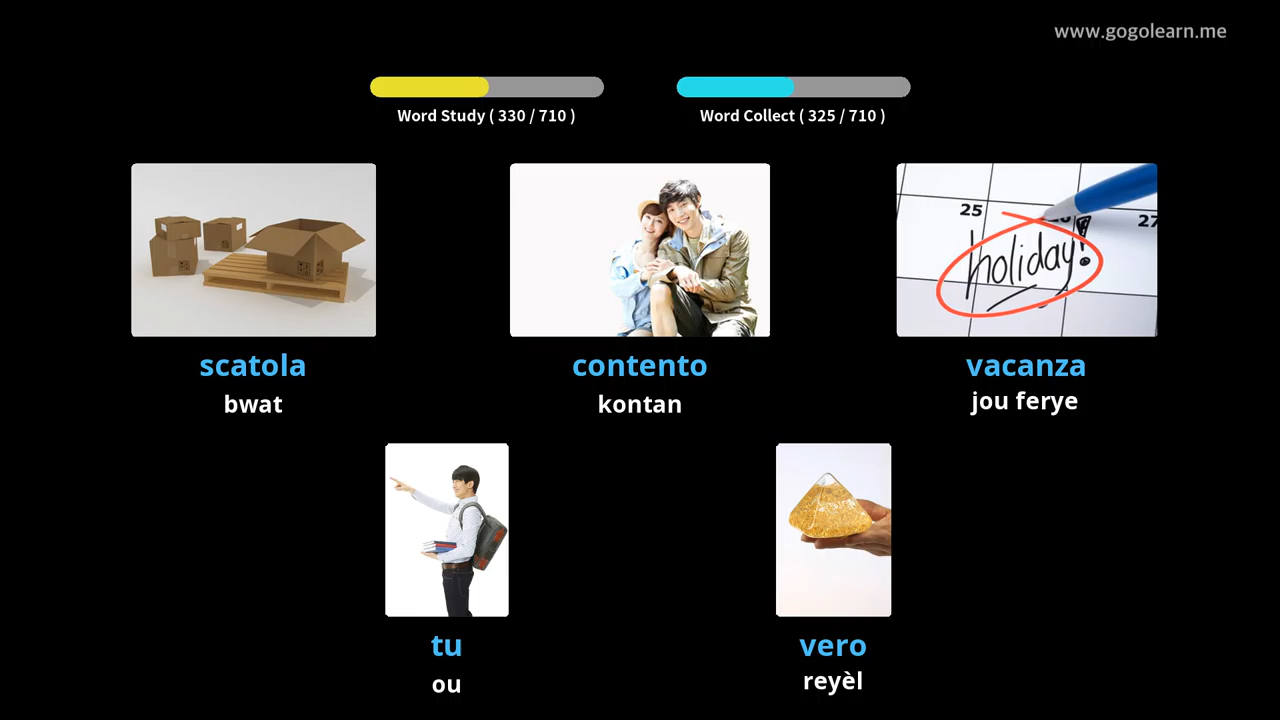 www.gogolearn.me
Word Study ( 330 / 710 )
Word Collect ( 325 / 710 )
25
27
holiday!
scatola
contento
vacanza
bwat
kontan
jou ferye
tu
vero
ou
reyèl